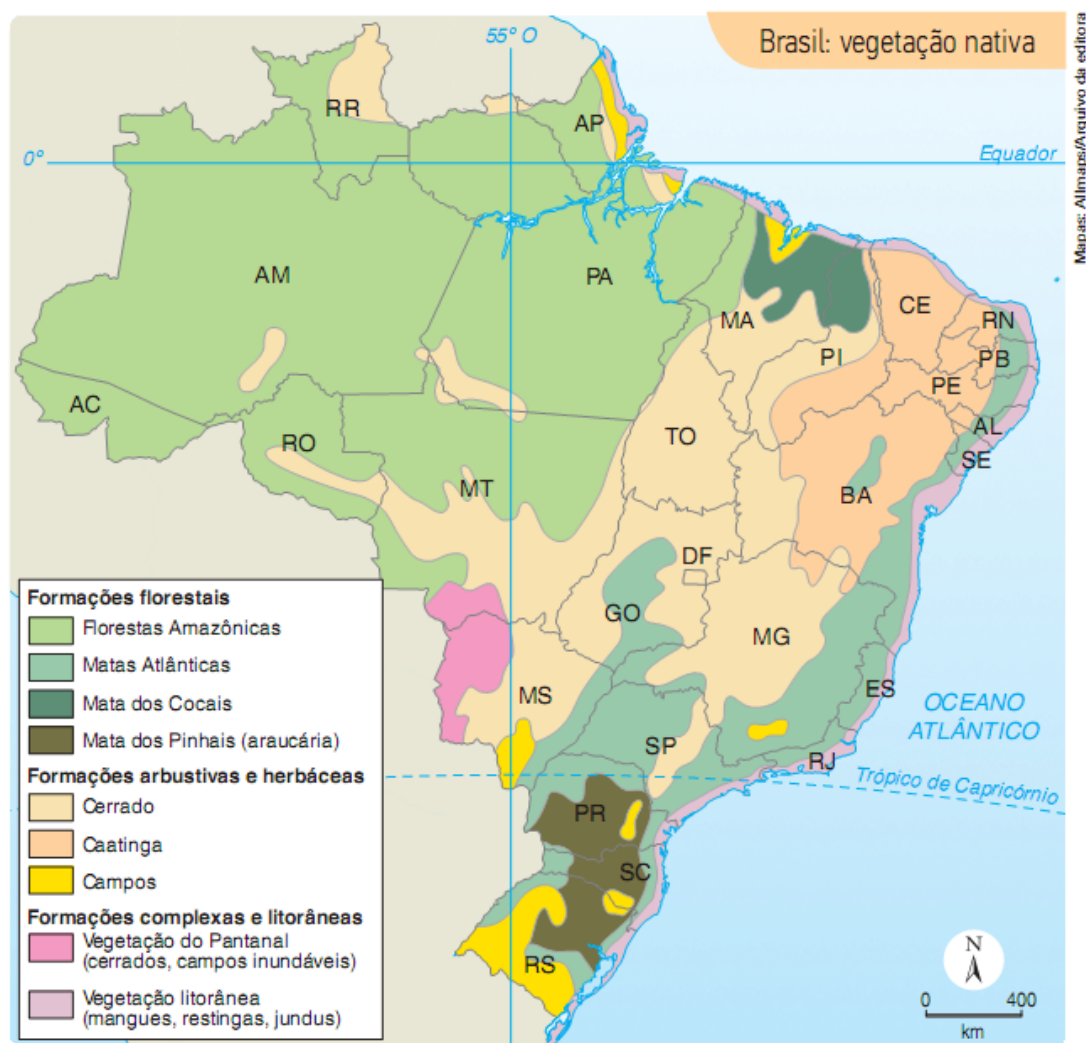 Brasil: vegetação nativa
Mapas: Allmaps/Arquivo da editora
55° O
RR
AP
0°
Equador
AM
PA
MA
CE
RN
PI
PB
PE
AC
AL
TO
SE
RO
MT
BA
DF
GO
MG
MS
ES
OCEANO
ATLÂNTICO
SP
RJ
Trópico de Capricórnio
PR
SC
RS
Formações florestais
Florestas Amazônicas
Matas Atlânticas
Mata dos Cocais
Mata dos Pinhais (araucária)
Formações arbustivas e herbáceas
Cerrado
Caatinga
Campos
Formações complexas e litorâneas
Vegetação do Pantanal
(cerrados, campos inundáveis)
Vegetação litorânea
(mangues, restingas, jundus)
N
0 400
km